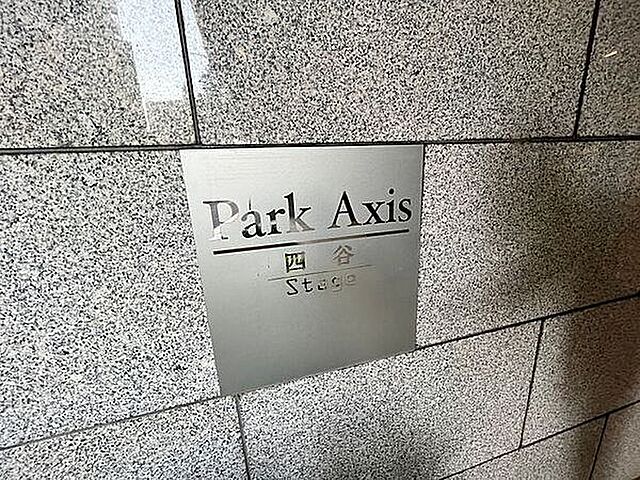 Park Axis
四谷
Stage